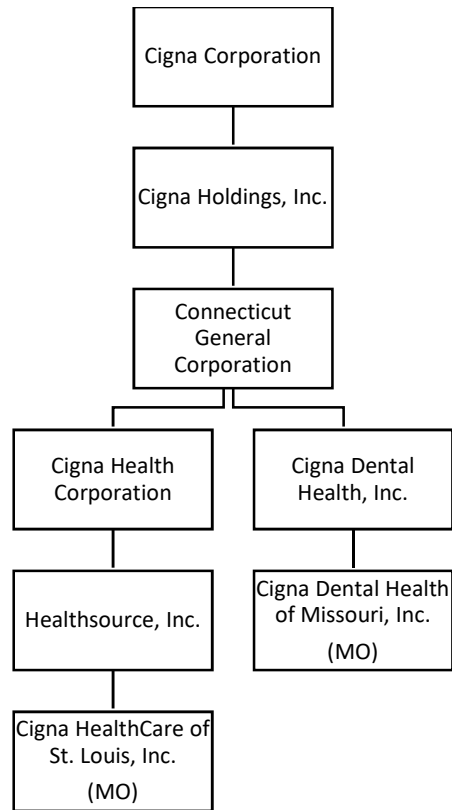 Cigna Corporation
Cigna Holdings, Inc.
Connecticut
General
Corporation
Cigna Health
Corporation
Cigna Dental
Health, Inc.
Healthsource, Inc.
Cigna Dental Health
of Missouri, Inc.
(MO)
Cigna HealthCare of
St. Louis, Inc.
(MO)